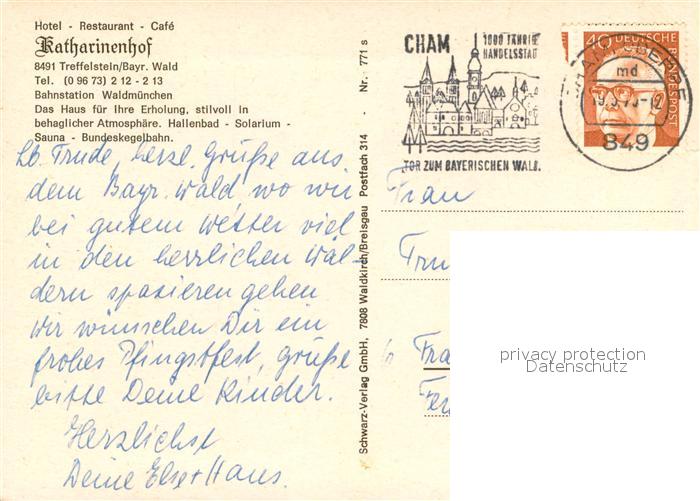 Hotel - Restaurant - Café
Katharinenhof
8491 Treffelstein/Bayr. Wald
Tel. (0 96 73) 2 12 - 2 13
Bahnstation Waldmünchen
Das Haus für Ihre Erholung, stilvoll in
behaglicher Atmosphäre. Hallenbad - Solarium -
Sauna - Bundeskegelbahn.
Lb. Trude, herzl. Grüße aus
dem Bayr. Wald, wo wir
bei gutem Wetter viel
in den herrlichen Wäl-
dern spazieren gehen
Wir wünschen Dir ein
frohes Pfingstfest, grüße
bitte Deine Kinder.
Herzlichst
Deine Else + Hans.
Schwarz-Verlag GmbH, 7808 Waldkirch/Breisgau Postfach 314 - Nr. 771 s
CHAM
1000 JÄHRIGE
HANDELSSTADT
TOR ZUM BAYERISCHEN WALD.
40 DEUTSCHE
BUNDESPOST
md
849
Frau
Tru
Fra
privacy protection
Datenschutz